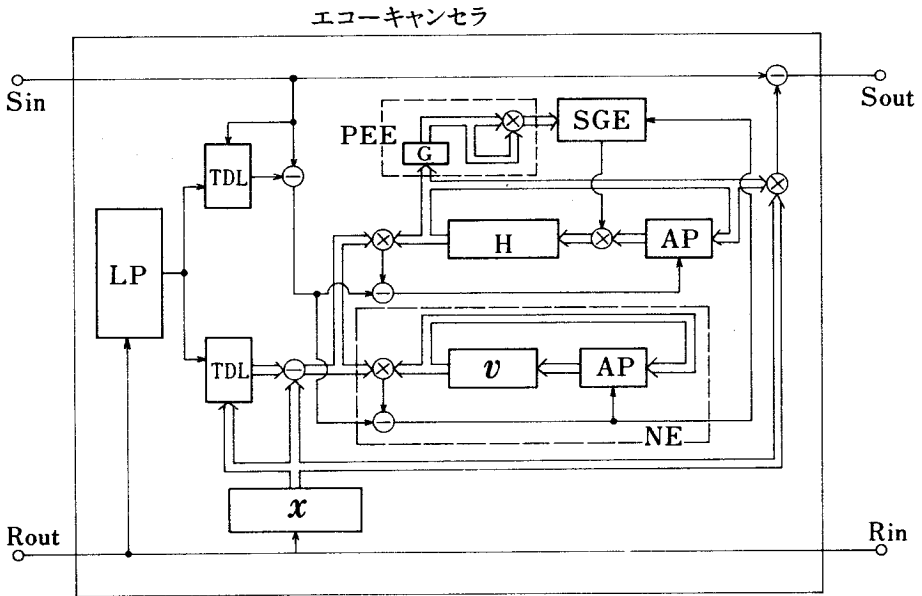 エコーキャンセラ
Sin
Sout
PEE
G
SGE
TDL
LP
H
AP
TDL
v
AP
NE
x
Rout
Rin